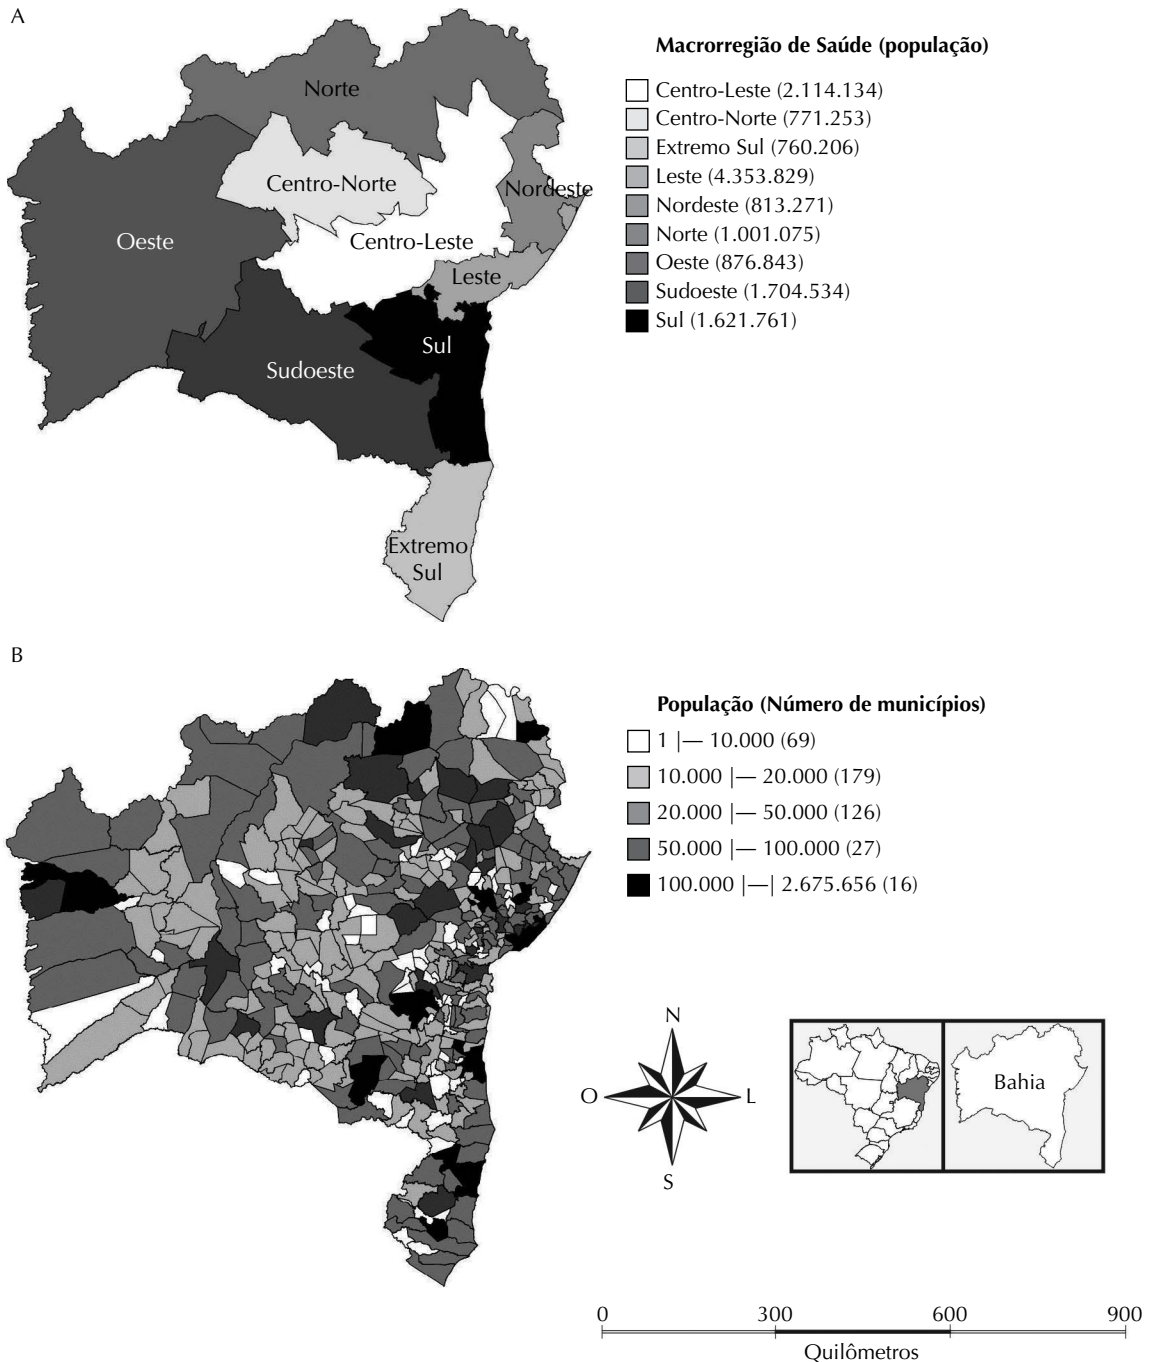 A
Macrorregião de Saúde (população)
Centro-Leste (2.114.134)
Centro-Norte (771.253)
Extremo Sul (760.206)
Leste (4.353.829)
Nordeste (813.271)
Norte (1.001.075)
Oeste (876.843)
Sudoeste (1.704.534)
Sul (1.621.761)
Norte
Centro-Norte
Nordeste
Oeste
Centro-Leste
Leste
Sul
Sudoeste
Extremo
Sul
B
População (Número de municípios)
1 |— 10.000 (69)
10.000 |— 20.000 (179)
20.000 |— 50.000 (126)
50.000 |— 100.000 (27)
100.000 |—| 2.675.656 (16)
N
O
L
S
Bahia
0 300 600 900
Quilômetros